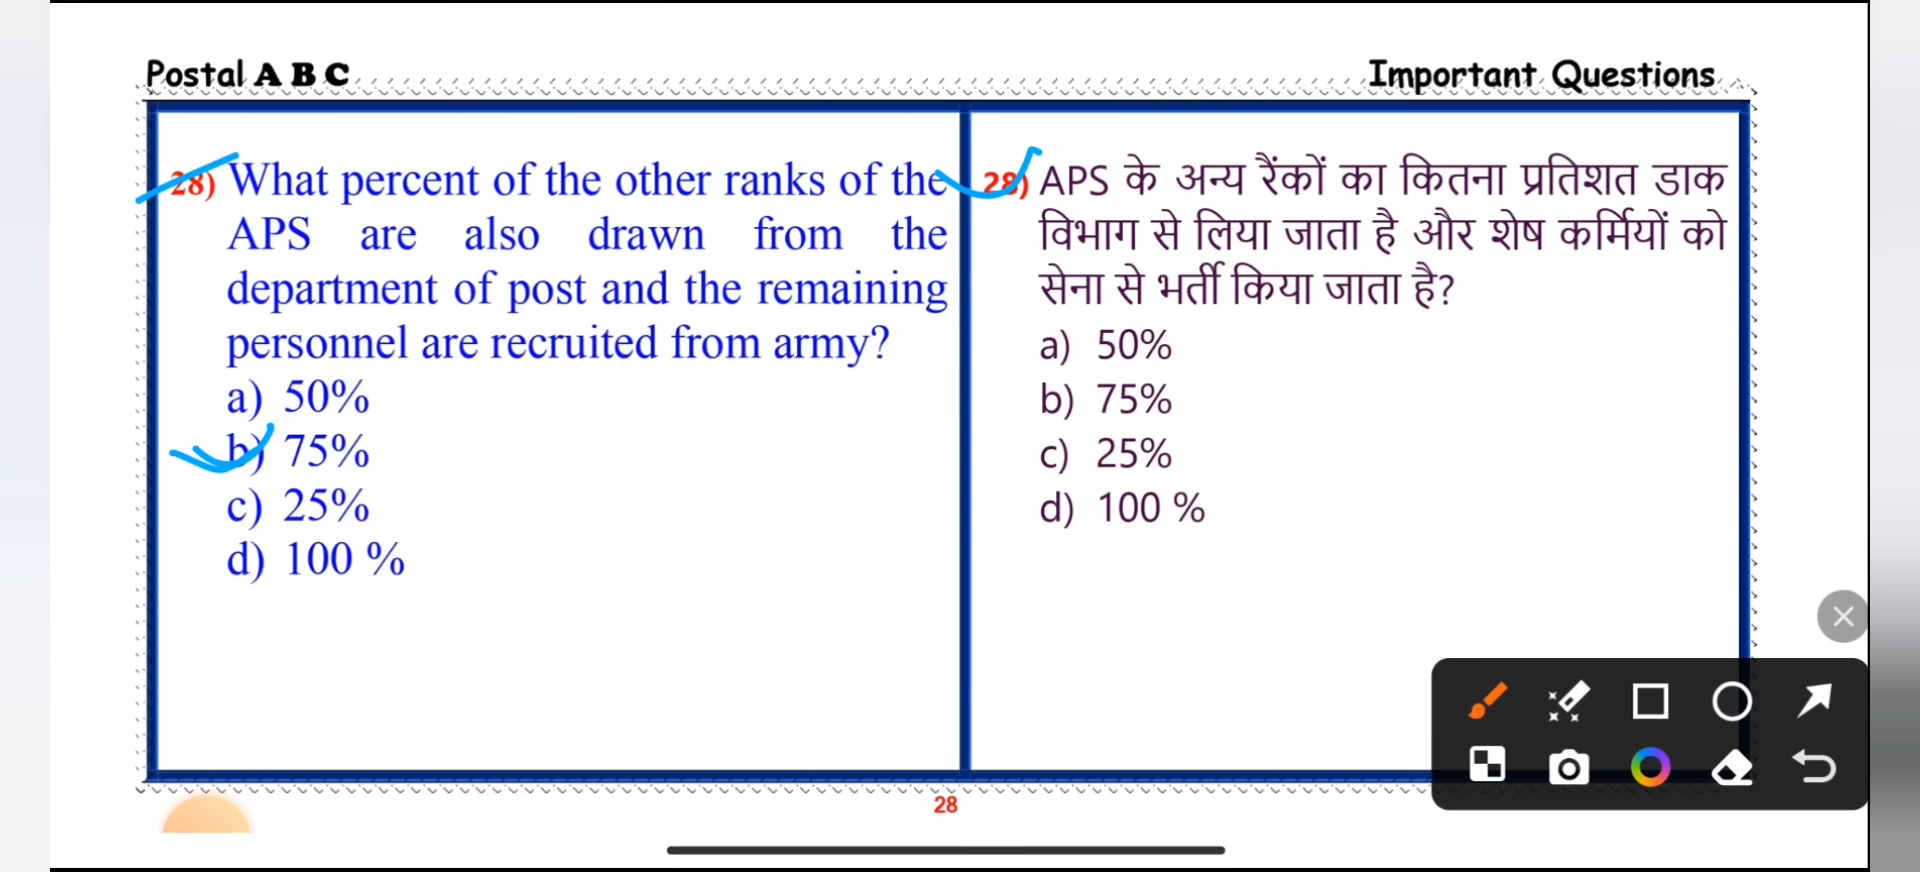 Postal A B C
Important Questions
28) What percent of the other ranks of the
APS are also drawn from the
department of post and the remaining
personnel are recruited from army?
a) 50%
b) 75%
c) 25%
d) 100 %
28) APS के अन्य रैंकों का कितना प्रतिशत डाक
विभाग से लिया जाता है और शेष कर्मियों को
सेना से भर्ती किया जाता है?
a) 50%
b) 75%
c) 25%
d) 100 %
28